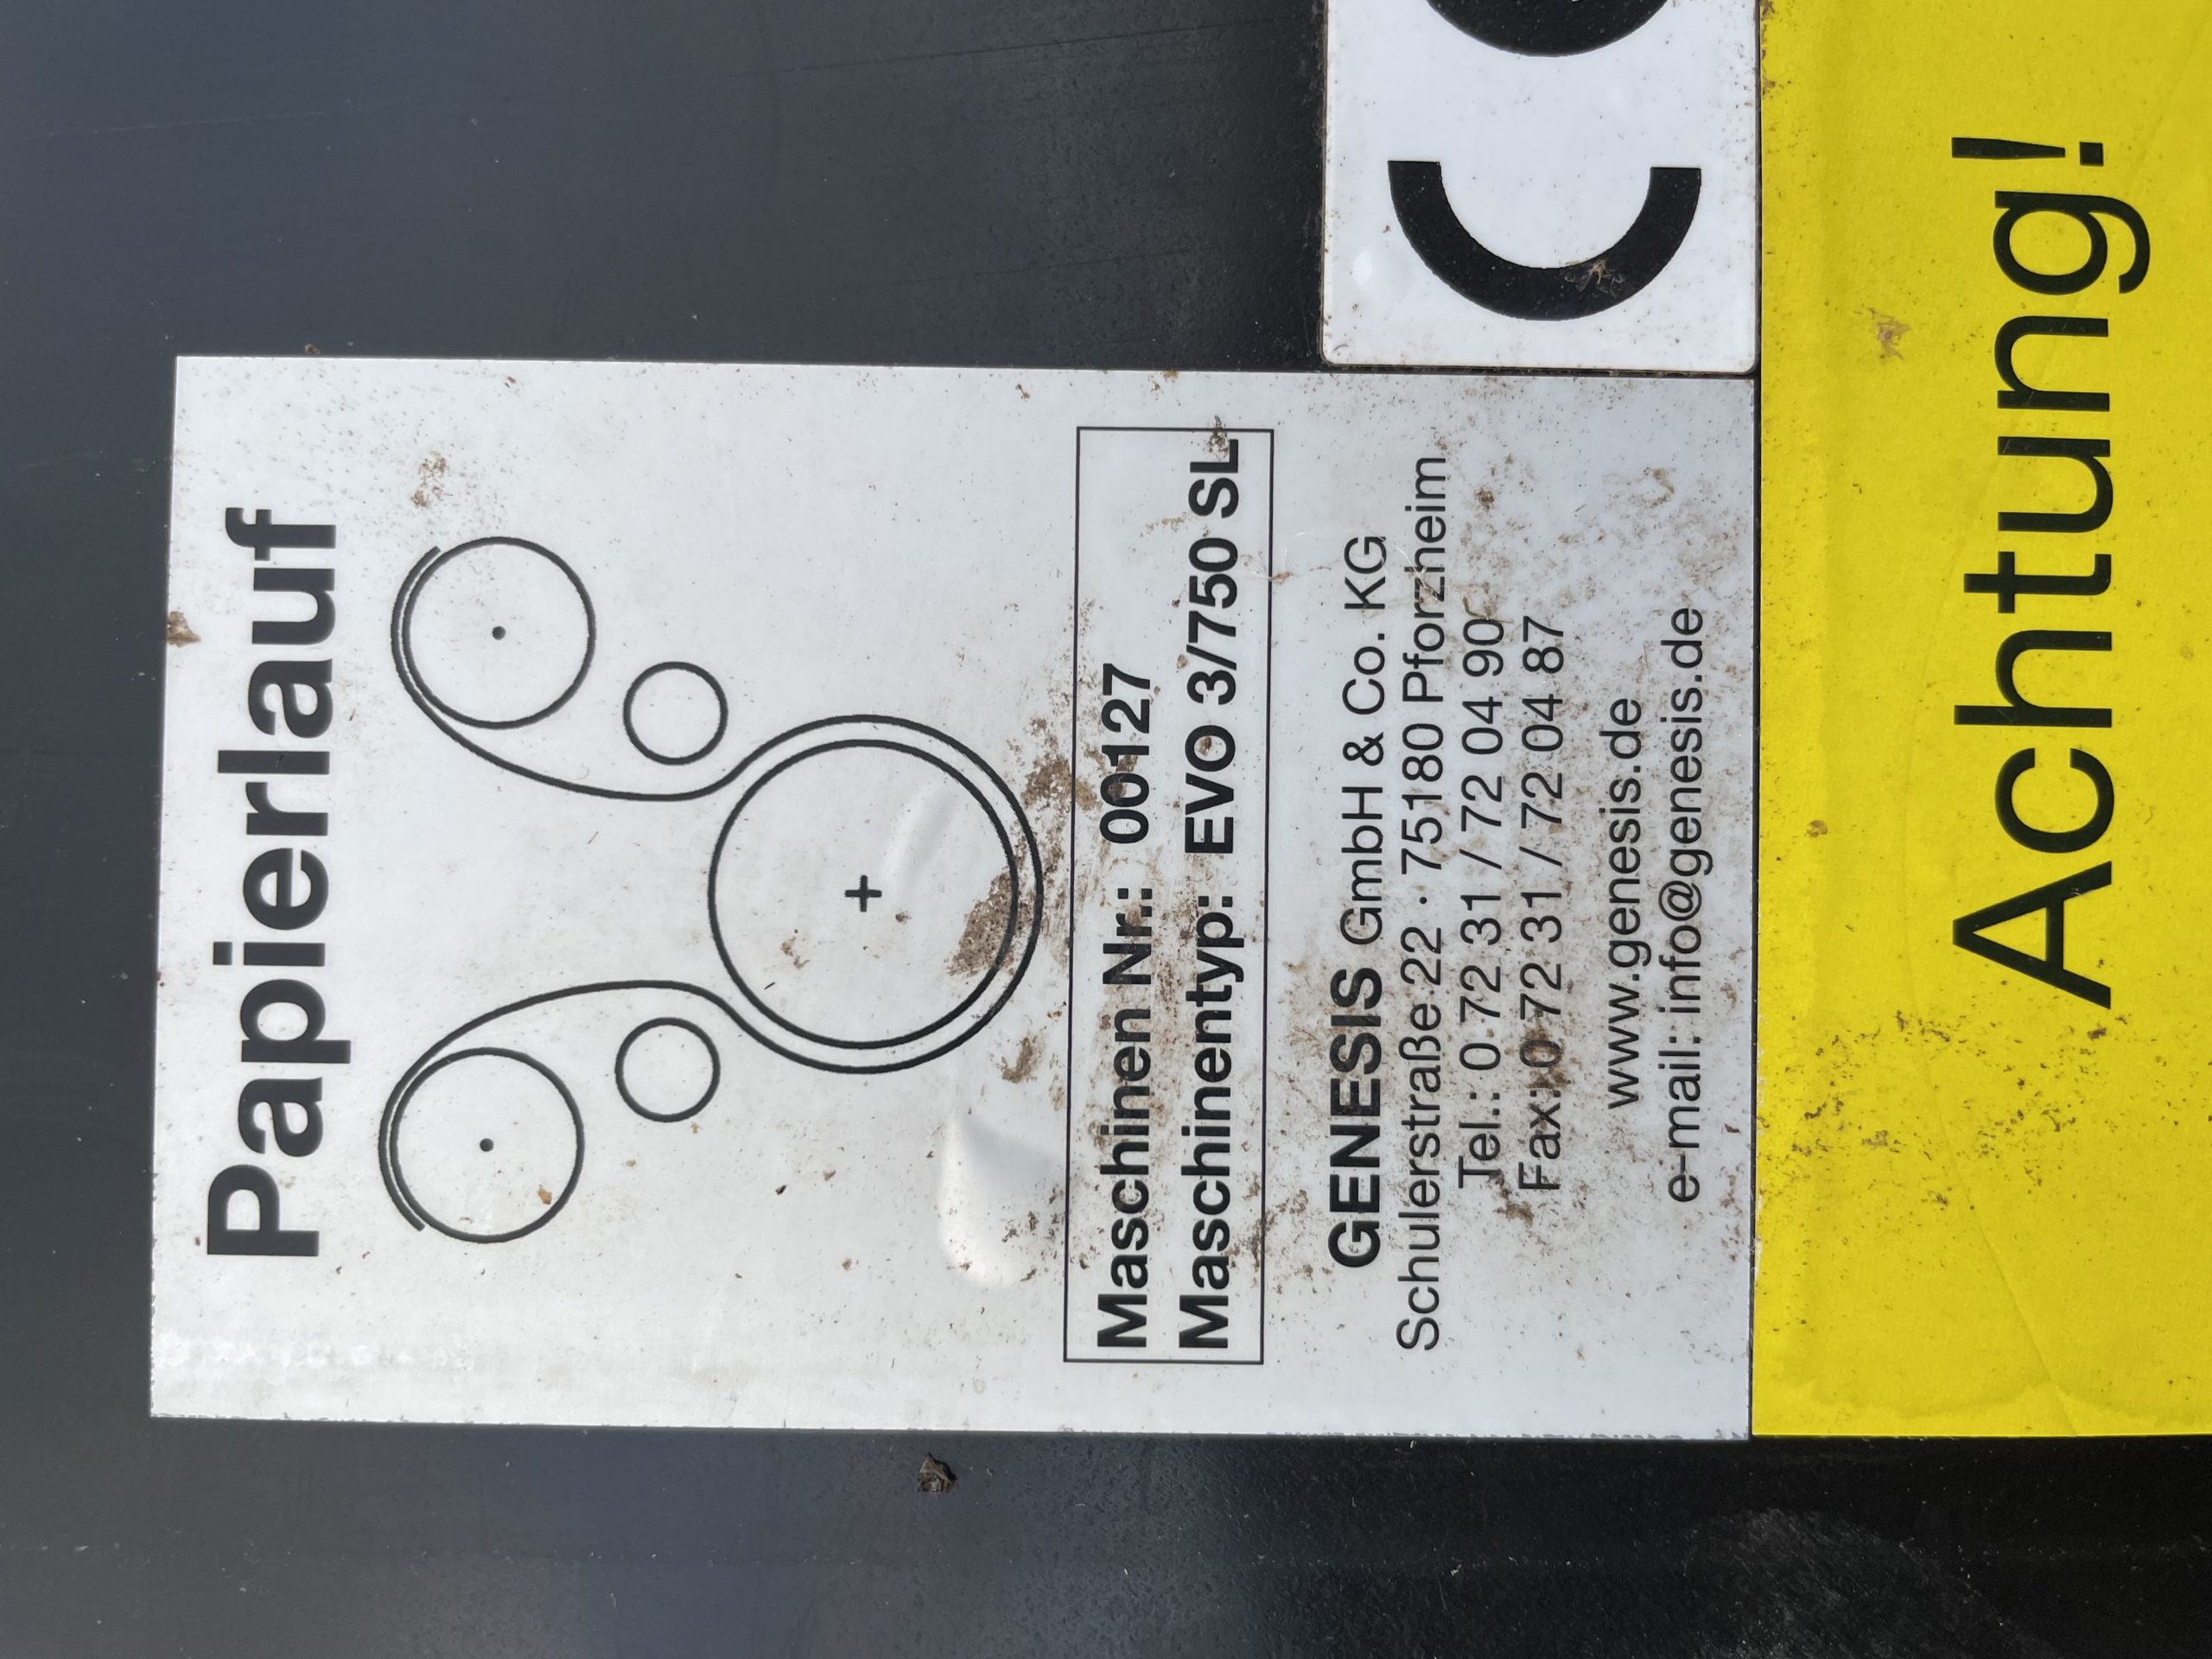 Papierlauf
Maschinen Nr.: 00127
Maschinentyp: EVO 3/750 SL
GENESIS GmbH & Co. KG
Schulerstraße 22 · 75180 Pforzheim
Tel.: 0 72 31 / 72 04 90
Fax: 0 72 31 / 72 04 87
www.genesis.de
e-mail: info@genesis.de
CE
Achtung!